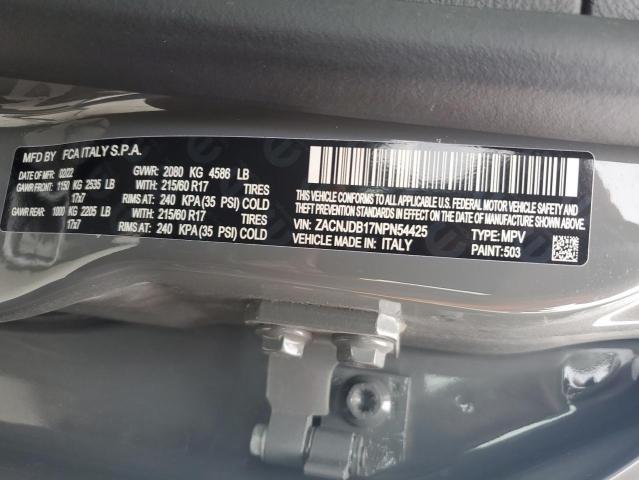 MFD BY FCA ITALY S.P.A.
DATE OF MFD: 02/22 GVWR: 2080 KG 4586 LB
GAWR FRONT: 1150 KG 2535 LB WITH: 215/60 R17 TIRES
17x7 RIMS AT: 240 KPA (35 PSI) COLD
GAWR REAR: 1000 KG 2205 LB WITH: 215/60 R17 TIRES
17x7 RIMS AT: 240 KPA (35 PSI) COLD
THIS VEHICLE CONFORMS TO ALL
APPLICABLE U.S. FEDERAL MOTOR VEHICLE SAFETY
AND THEFT PREVENTION STANDARDS IN EFFECT ON
THE DATE OF MANUFACTURE SHOWN ABOVE.
VIN: ZACNJDB17NPN54425 TYPE: MPV
VEHICLE MADE IN: ITALY PAINT: 503